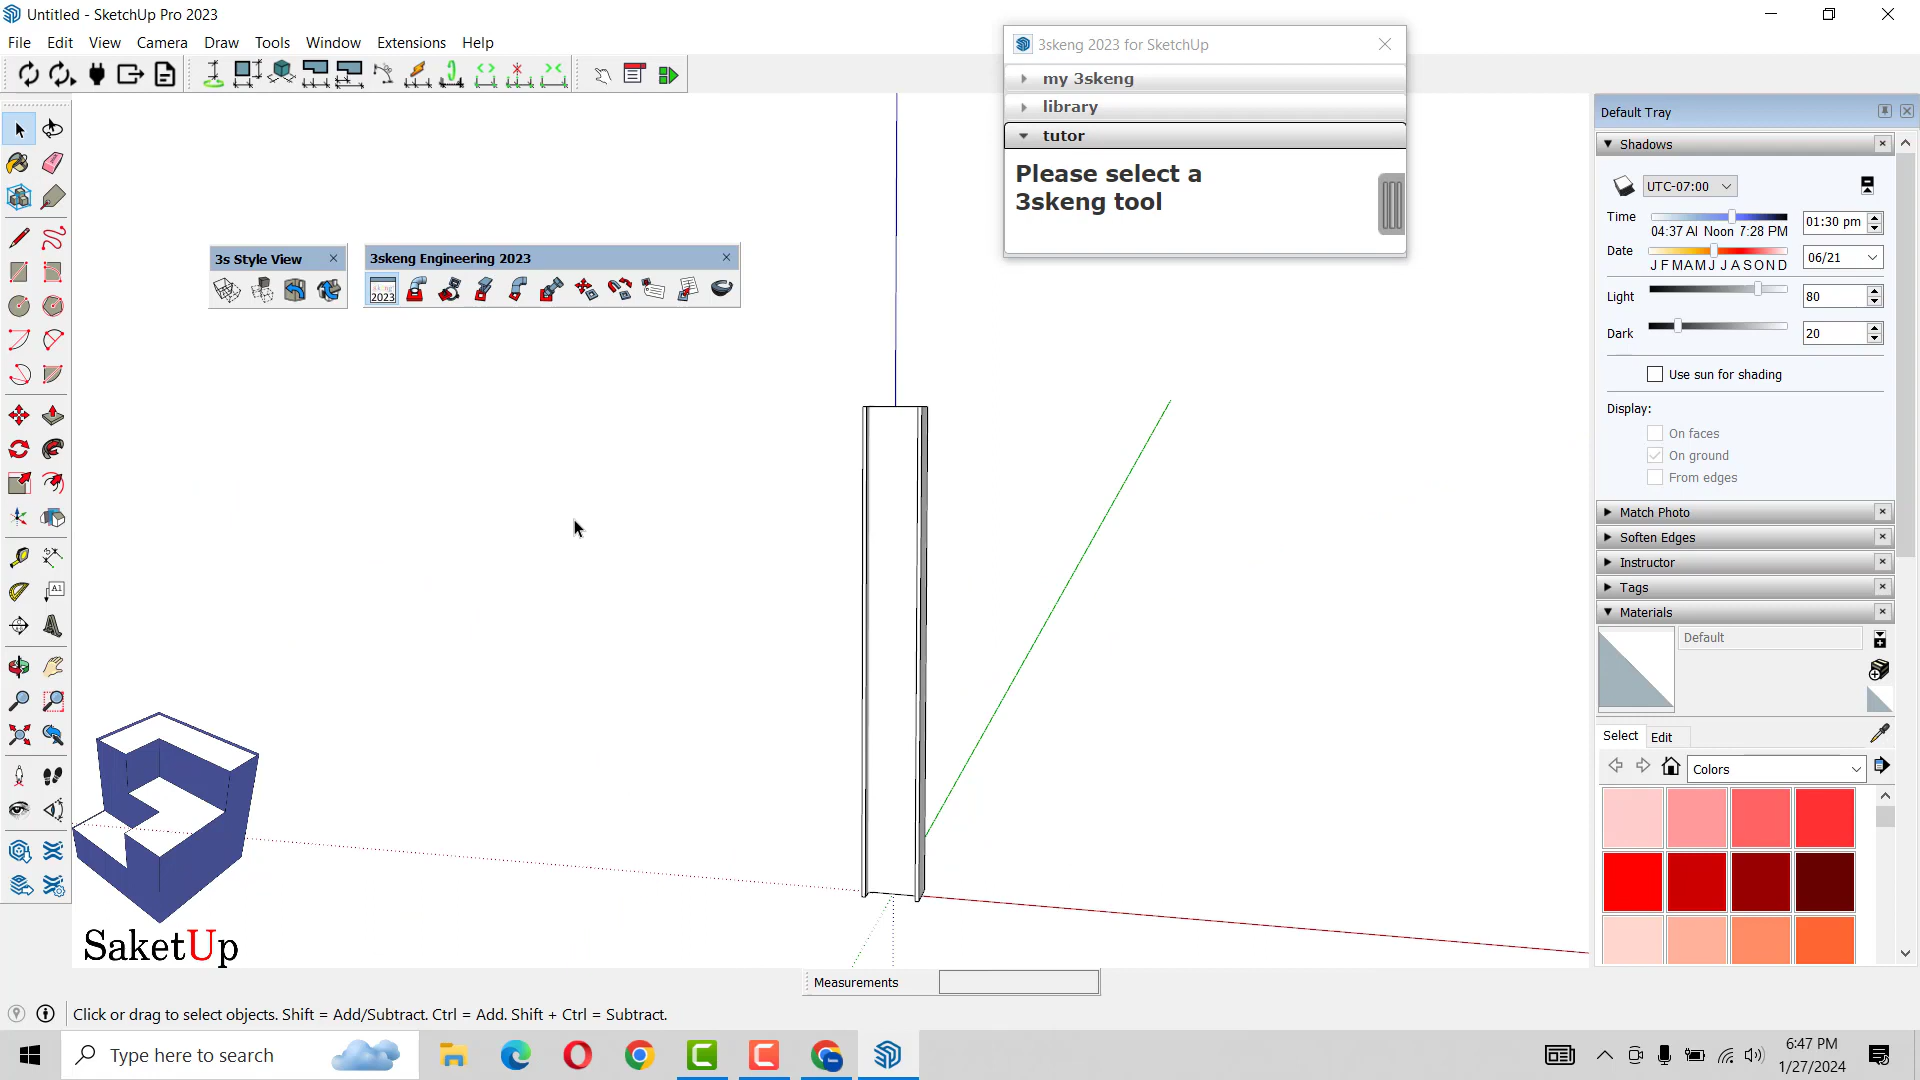 Untitled - SketchUp Pro 2023
File Edit View Camera Draw Tools Window Extensions Help
3skeng 2023 for SketchUp
my 3skeng
library
tutor
Please select a
3skeng tool
3s Style View
3skeng Engineering 2023
2023
A1
Default Tray
Shadows
UTC-07:00
Time
04:37 AI Noon 7:28 PM
01:30 pm
Date
J F M A M J J A S O N D
06/21
Light
80
Dark
20
Use sun for shading
Display:
On faces
On ground
From edges
Match Photo
Soften Edges
Instructor
Tags
Materials
Default
Select Edit
Colors
SaketUp
Measurements
Click or drag to select objects. Shift = Add/Subtract. Ctrl = Add. Shift + Ctrl = Subtract.
Type here to search
6:47 PM
1/27/2024